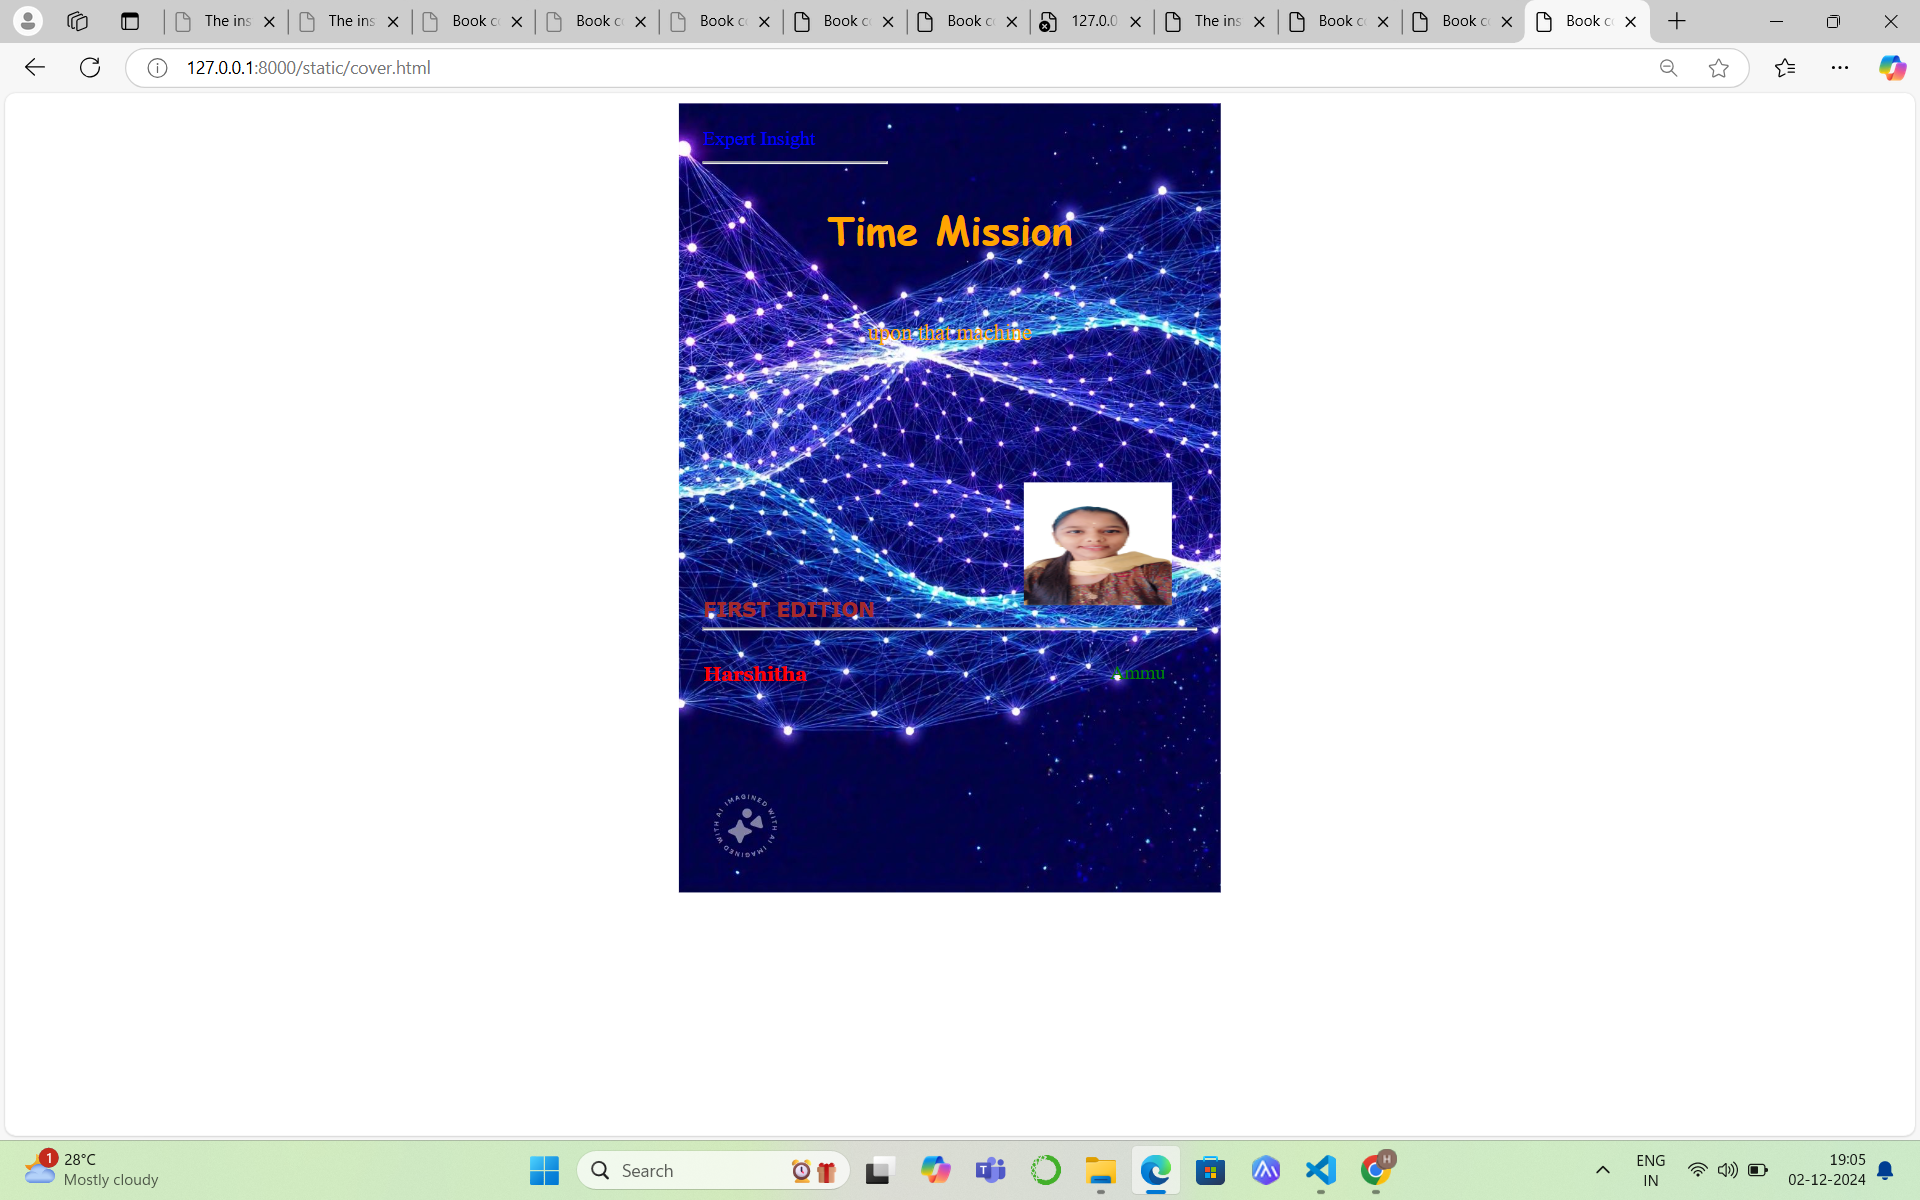 The ins
The ins
Book c
Book c
Book c
Book c
Book c
127.0.0
The ins
Book c
Book c
Book c
127.0.0.1:8000/static/cover.html
Expert Insight
Time Mission
upon that machine
FIRST EDITION
Harshitha
Ammu
IMAGINED WITH AI IMAGINED WITH AI
1
28°C
Mostly cloudy
Search
H
ENG
IN
19:05
02-12-2024